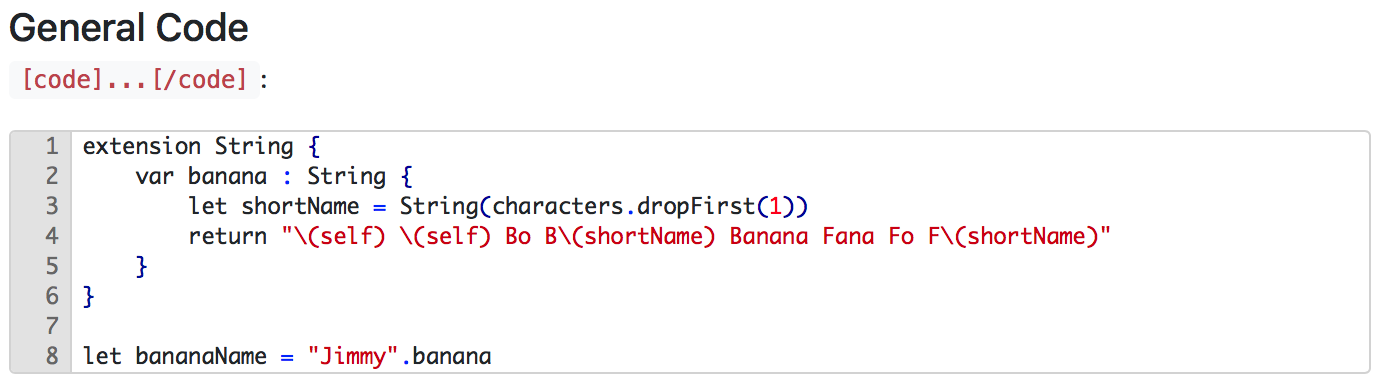 General Code
[code]...[/code] :
1 extension String {
2     var banana : String {
3         let shortName = String(characters.dropFirst(1))
4         return "\(self) \(self) Bo B\(shortName) Banana Fana Fo F\(shortName)"
5     }
6 }
7
8 let bananaName = "Jimmy".banana